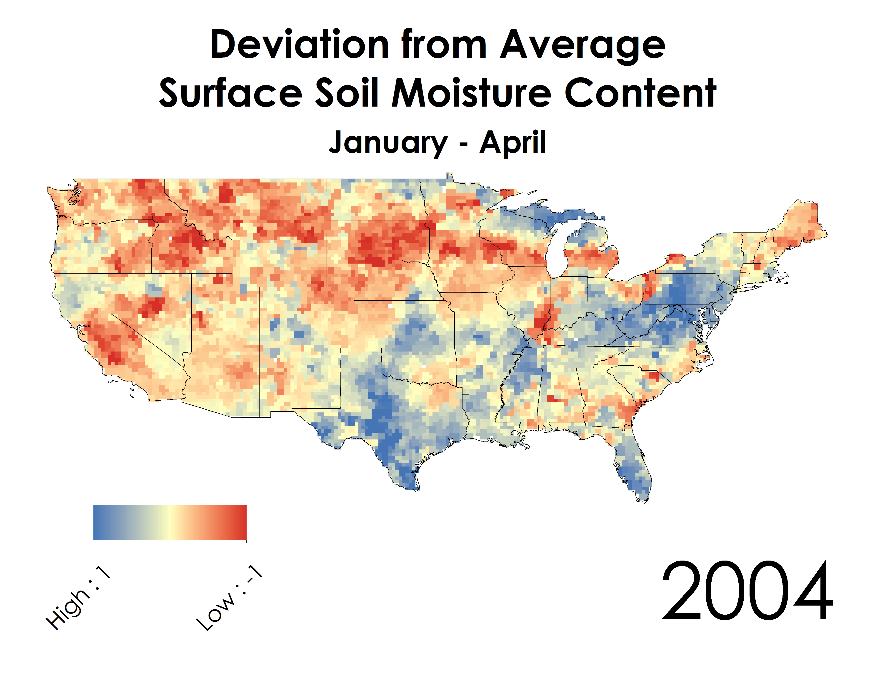 Deviation from Average
Surface Soil Moisture Content
January - April
High : 1
Low : -1
2004